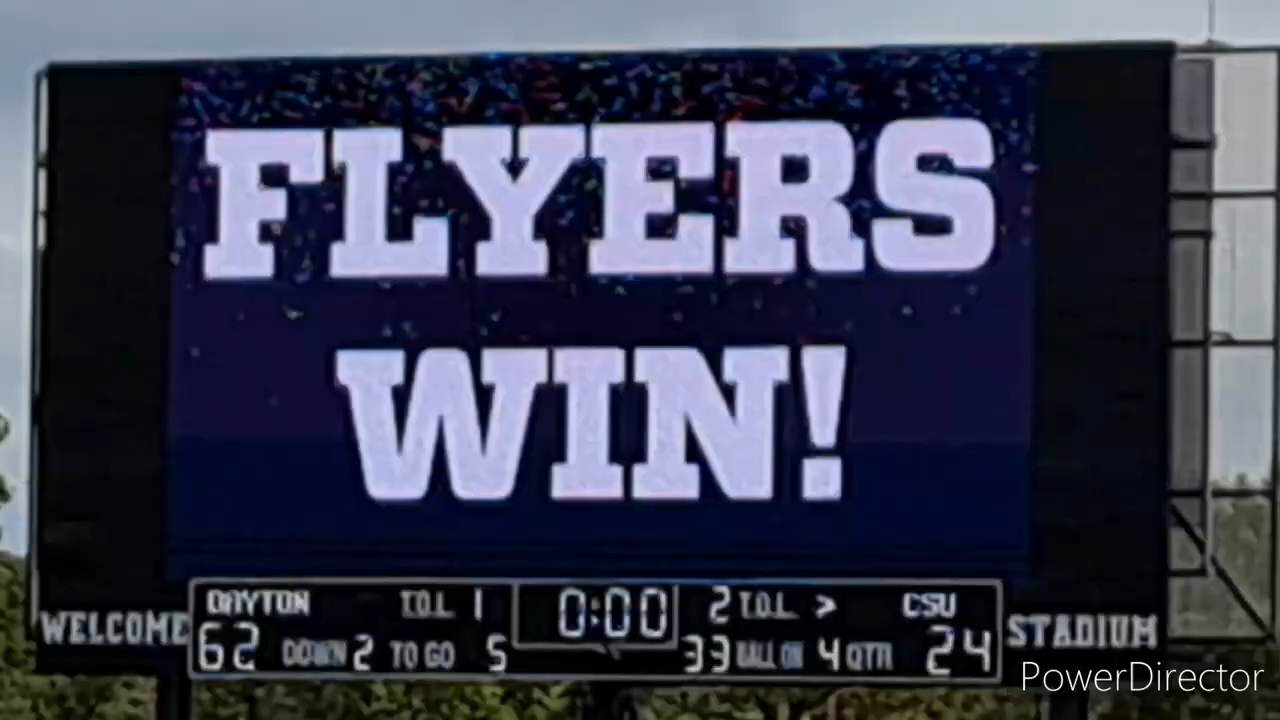 FLYERS
WIN!
DAYTON T.O.L 1 0:00 2 T.O.L > CSU
WELCOME STADIUM
62 DOWN 2 TO GO 5 33 BALL ON 4 QTR 24
PowerDirector